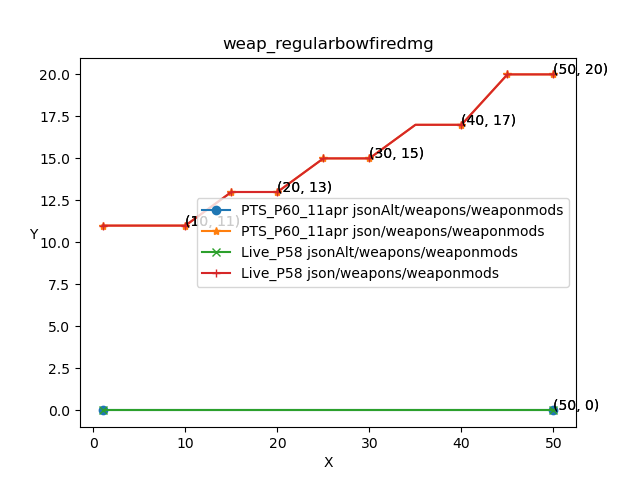 weap_regularbowfiredmg
20.0
17.5
15.0
12.5
10.0
7.5
5.0
2.5
0.0
Y
(50, 20)
(40, 17)
(30, 15)
(20, 13)
(10, 11)
PTS_P60_11apr jsonAlt/weapons/weaponmods
PTS_P60_11apr json/weapons/weaponmods
Live_P58 jsonAlt/weapons/weaponmods
Live_P58 json/weapons/weaponmods
(50, 0)
0 10 20 30 40 50
X